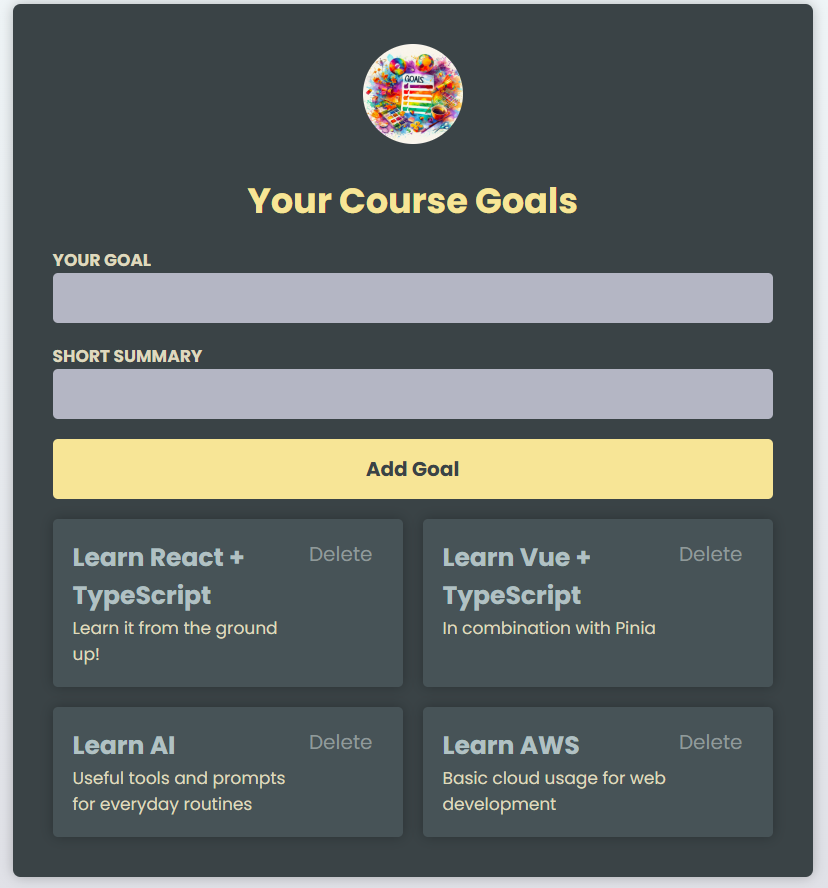 GOALS
Your Course Goals
YOUR GOAL
SHORT SUMMARY
Add Goal
Learn React +
TypeScript
Delete
Learn it from the ground
up!
Learn Vue +
TypeScript
Delete
In combination with Pinia
Learn AI
Delete
Useful tools and prompts
for everyday routines
Learn AWS
Delete
Basic cloud usage for web
development